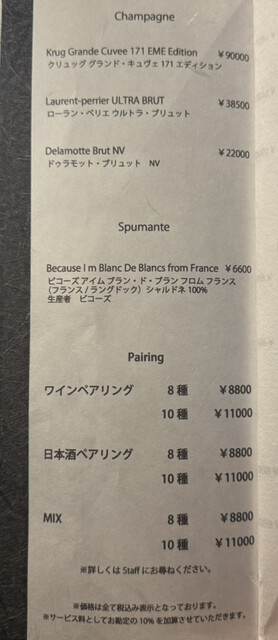 Champagne
Krug Grande Cuvee 171 EME Edition ¥90000
クリュッグ グランド・キュヴェ 171 エディション
Laurent-perrier ULTRA BRUT ¥38500
ローラン・ペリエ ウルトラ・ブリュット
Delamotte Brut NV ¥22000
ドゥラモット・ブリュット NV
Spumante
Because I m Blanc De Blancs from France ¥6600
ビコーズ アイム ブラン・ド・ブラン フロム フランス
（フランス / ラングドック）シャルドネ 100%
生産者 ビコーズ
Pairing
ワインペアリング 8 種 ¥8800
10 種 ¥11000
日本酒ペアリング 8 種 ¥8800
10 種 ¥11000
MIX 8 種 ¥8800
10 種 ¥11000
※詳しくは Staff にお尋ねください。
※価格は全て税込み表示となっております。
※サービス料としてお勘定の 10% を加算させていただきます。